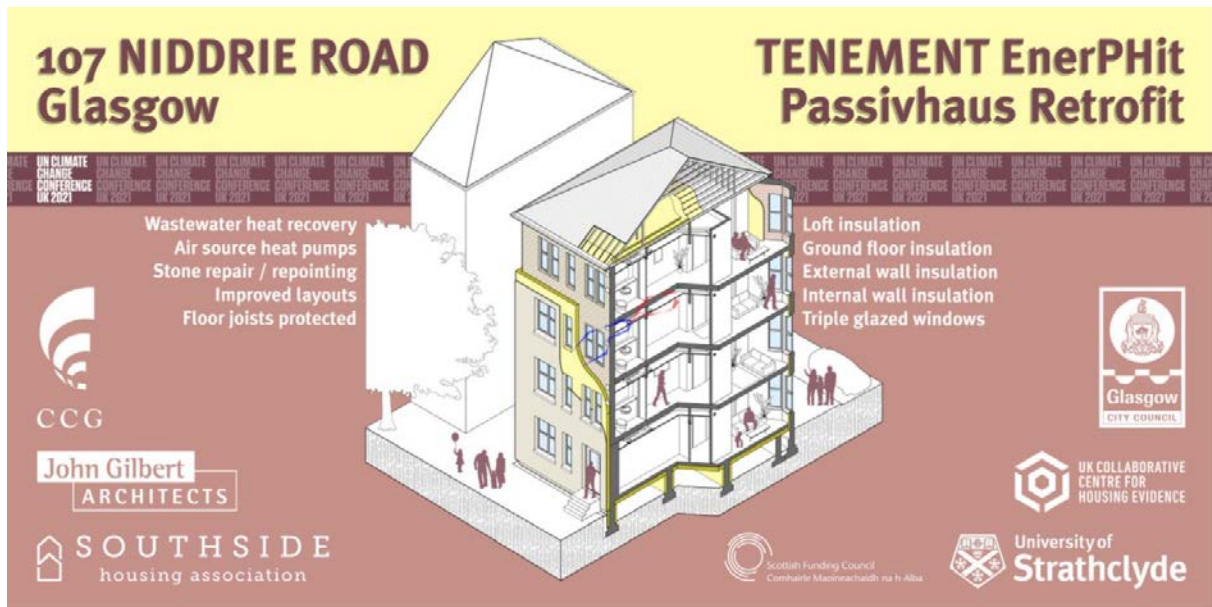 107 NIDDRIE ROAD
Glasgow
TENEMENT EnerPHit
Passivhaus Retrofit
UN CLIMATE
CHANGE
CONFERENCE
UK 2021
Wastewater heat recovery
Air source heat pumps
Stone repair / repointing
Improved layouts
Floor joists protected
Loft insulation
Ground floor insulation
External wall insulation
Internal wall insulation
Triple glazed windows
CCG
John Gilbert
ARCHITECTS
SOUTHSIDE
housing association
Glasgow
CITY COUNCIL
UK COLLABORATIVE
CENTRE FOR
HOUSING EVIDENCE
Scottish Funding Council
Comhairle Maoineachaidh na h-Alba
University of
Strathclyde